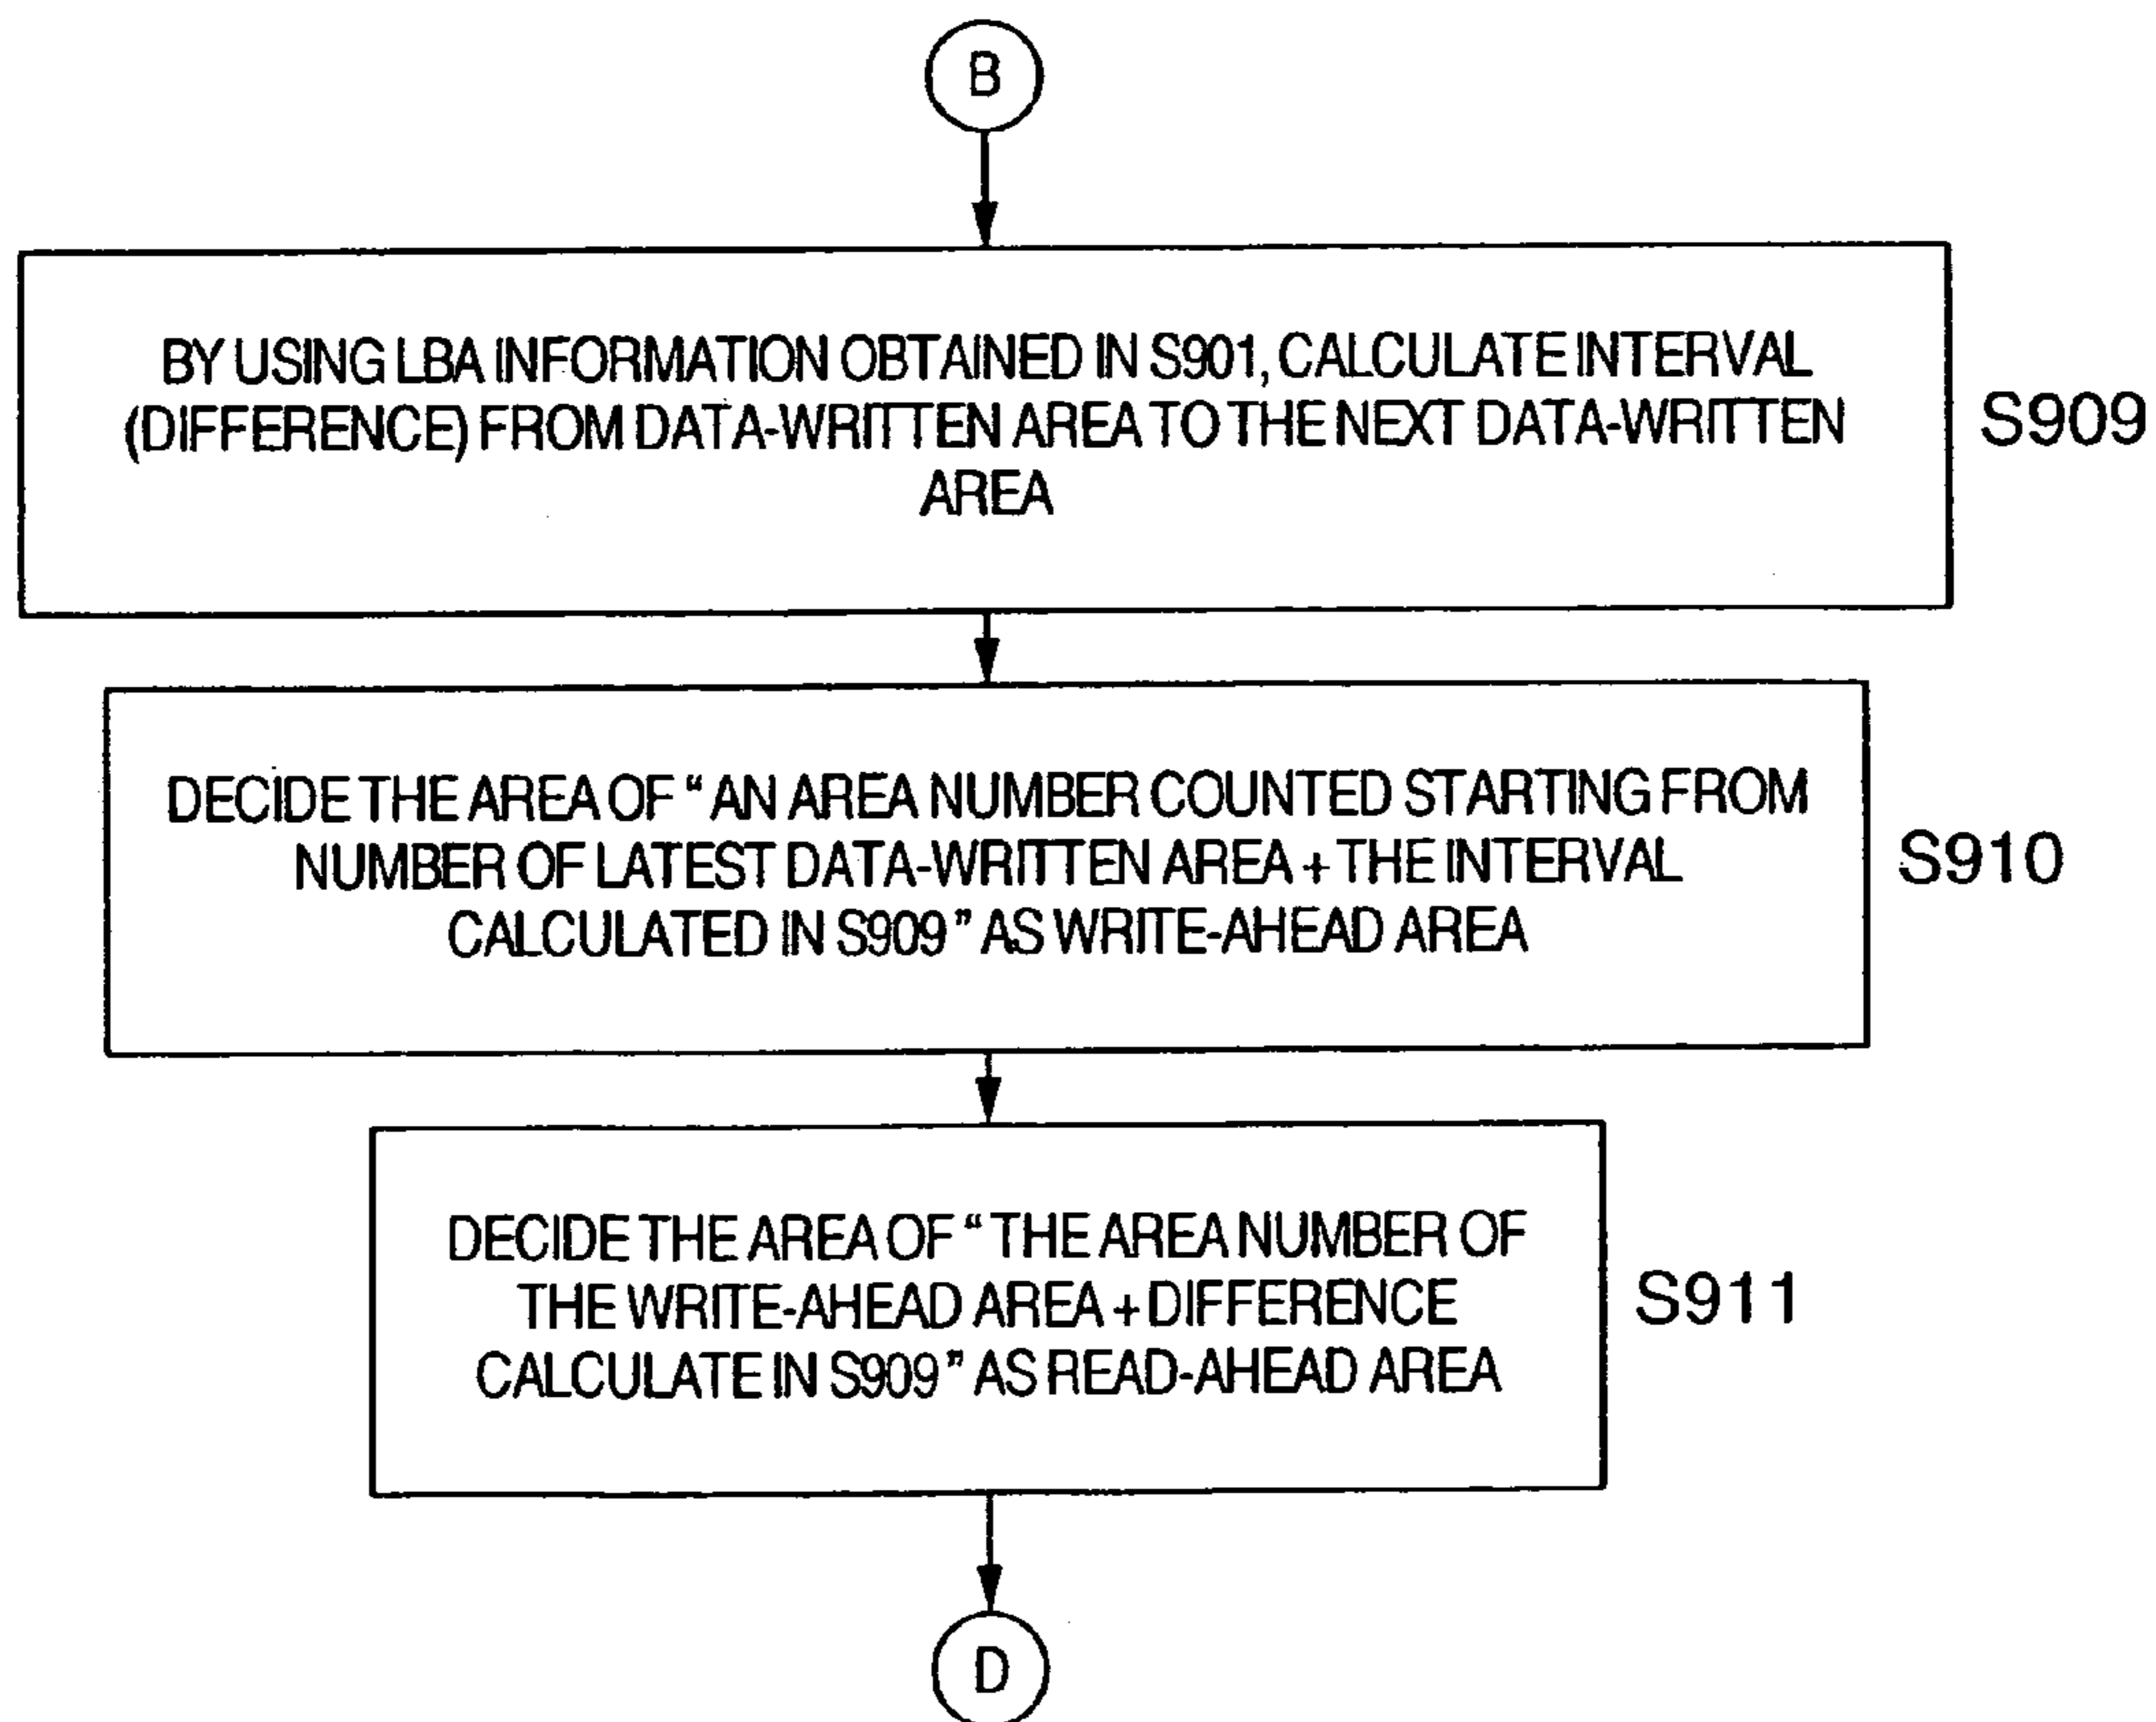 B
BY USING LBA INFORMATION OBTAINED IN S901, CALCULATE INTERVAL
(DIFFERENCE) FROM DATA-WRITTEN AREA TO THE NEXT DATA-WRITTEN
AREA
S909
DECIDE THE AREA OF “AN AREA NUMBER COUNTED STARTING FROM
NUMBER OF LATEST DATA-WRITTEN AREA + THE INTERVAL
CALCULATED IN S909” AS WRITE-AHEAD AREA
S910
DECIDE THE AREA OF “THE AREA NUMBER OF
THE WRITE-AHEAD AREA + DIFFERENCE
CALCULATE IN S909” AS READ-AHEAD AREA
S911
D